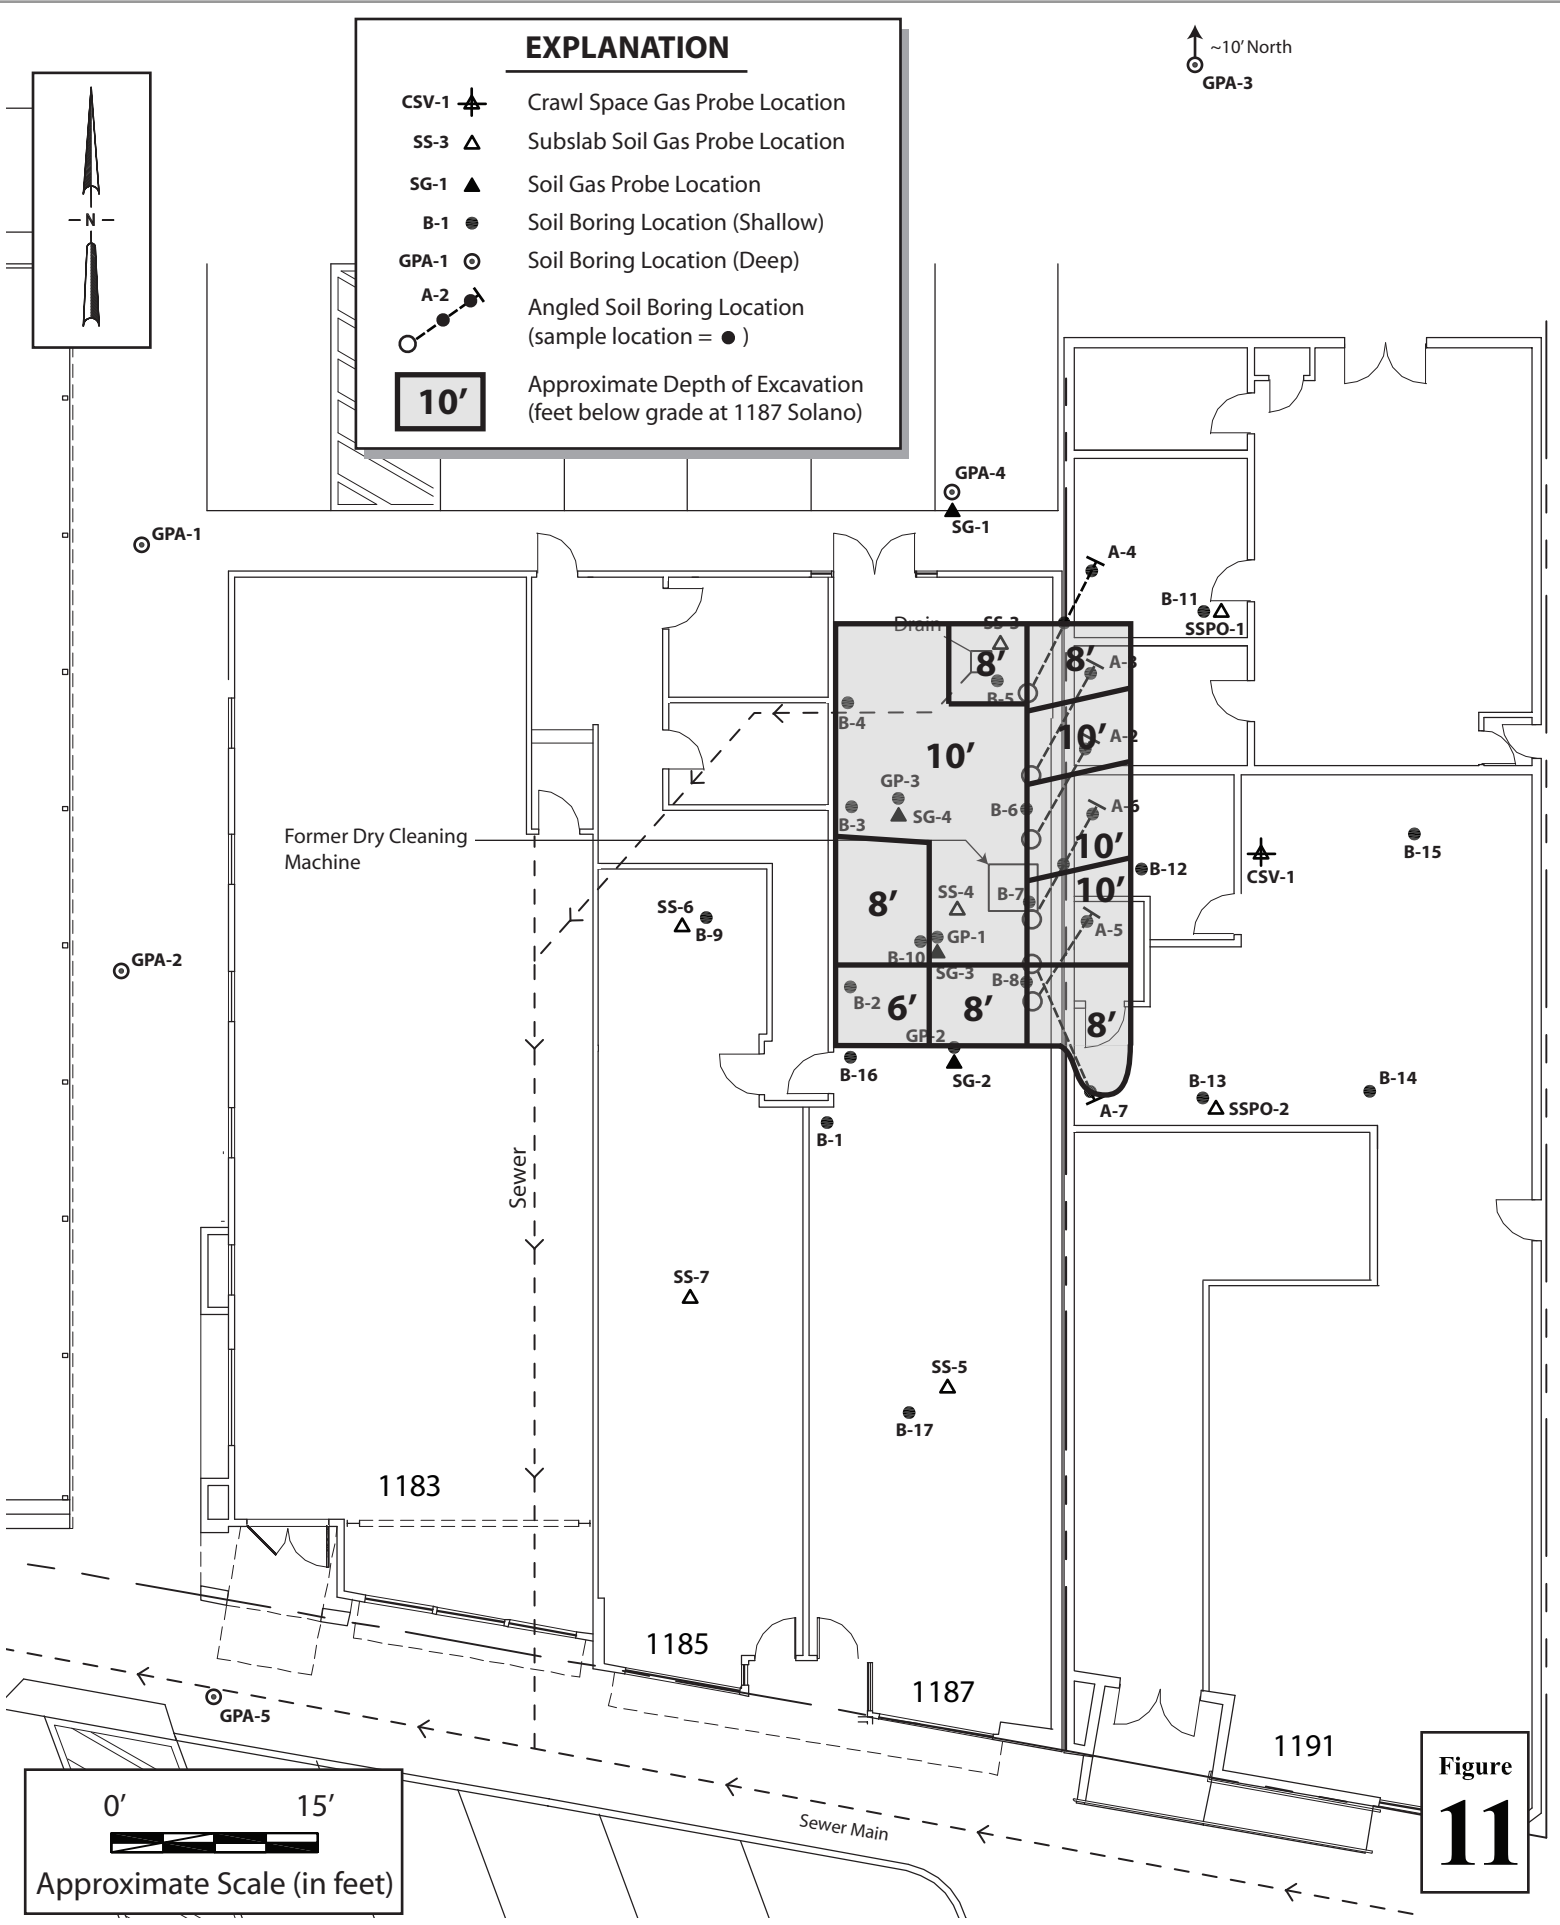 EXPLANATION
CSV-1 Crawl Space Gas Probe Location
SS-3 Subslab Soil Gas Probe Location
SG-1 Soil Gas Probe Location
B-1 Soil Boring Location (Shallow)
GPA-1 Soil Boring Location (Deep)
A-2 Angled Soil Boring Location
(sample location = )
10' Approximate Depth of Excavation
(feet below grade at 1187 Solano)
~10' North
GPA-3
N
GPA-4
SG-1
GPA-1
A-4
B-11
SSPO-1
Drain
SS-3
8'
8'
A-3
B-5
B-4
10'
10'
A-2
GP-3
SG-4
B-3
B-6
A-6
Former Dry Cleaning
Machine
10'
B-12
CSV-1
B-15
10'
SS-4
B-7
8'
SS-6
B-9
A-5
GP-1
B-10
SG-3
B-8
GPA-2
B-2
6'
8'
8'
GP-2
B-16
SG-2
B-13
SSPO-2
B-14
A-7
B-1
Sewer
SS-7
SS-5
B-17
1183
1185
1187
1191
GPA-5
Sewer Main
0' 15'
Approximate Scale (in feet)
Figure
11